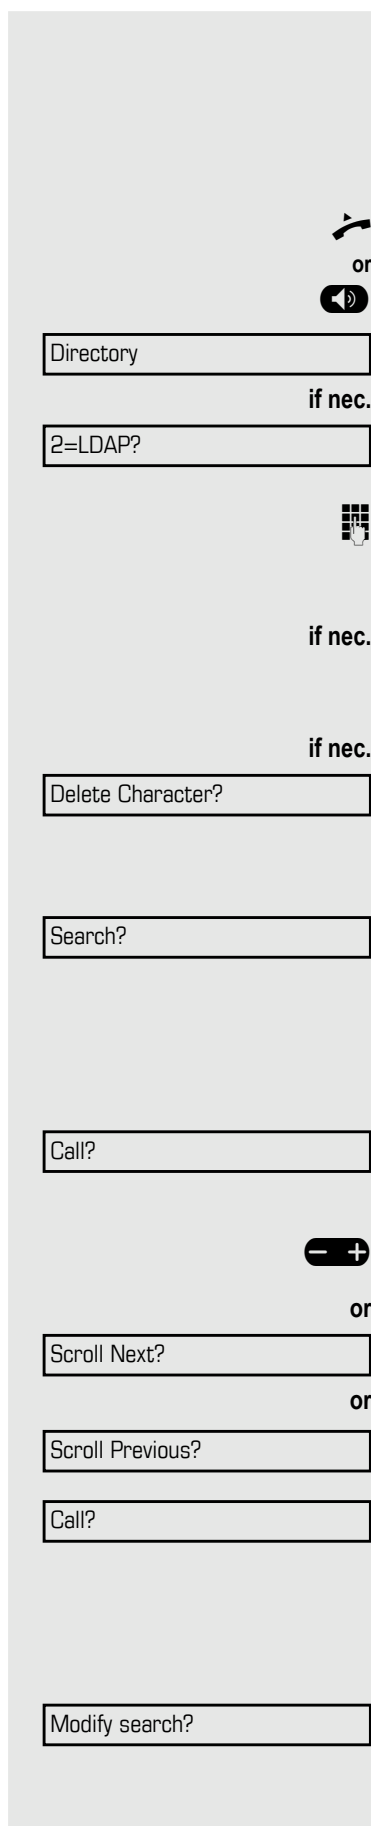 or
Directory
if nec.
2=LDAP?
if nec.
if nec.
Delete Character?
Search?
Call?
or
Scroll Next?
or
Scroll Previous?
Call?
Modify search?